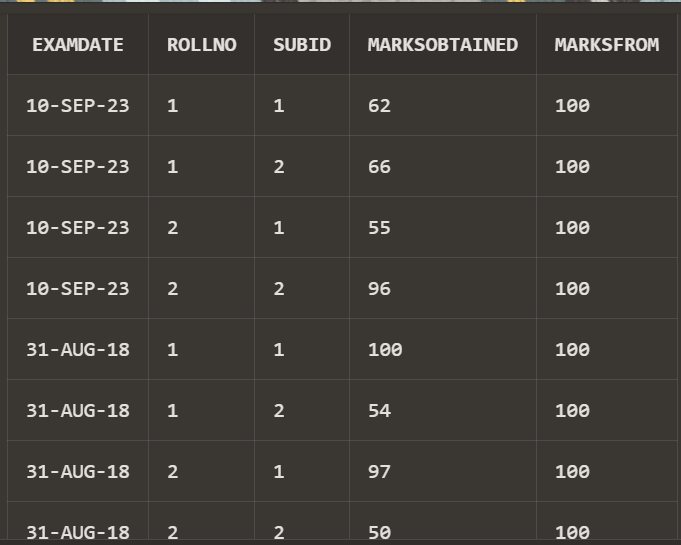 EXAMDATE ROLLNO SUBID MARKSOBTAINED MARKSFROM
10-SEP-23 1 1 62 100
10-SEP-23 1 2 66 100
10-SEP-23 2 1 55 100
10-SEP-23 2 2 96 100
31-AUG-18 1 1 100 100
31-AUG-18 1 2 54 100
31-AUG-18 2 1 97 100
31-AUG-18 2 2 50 100